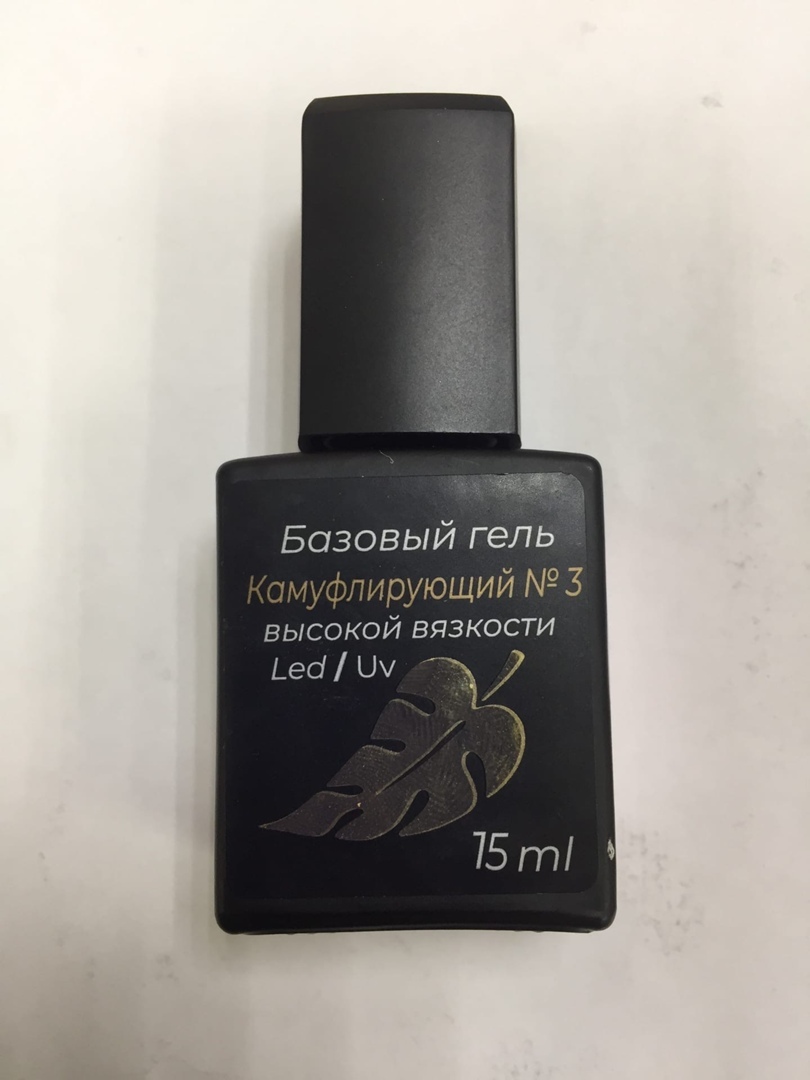 Базовый гель
Камуфлирующий № 3
высокой вязкости
Led / Uv
15 ml